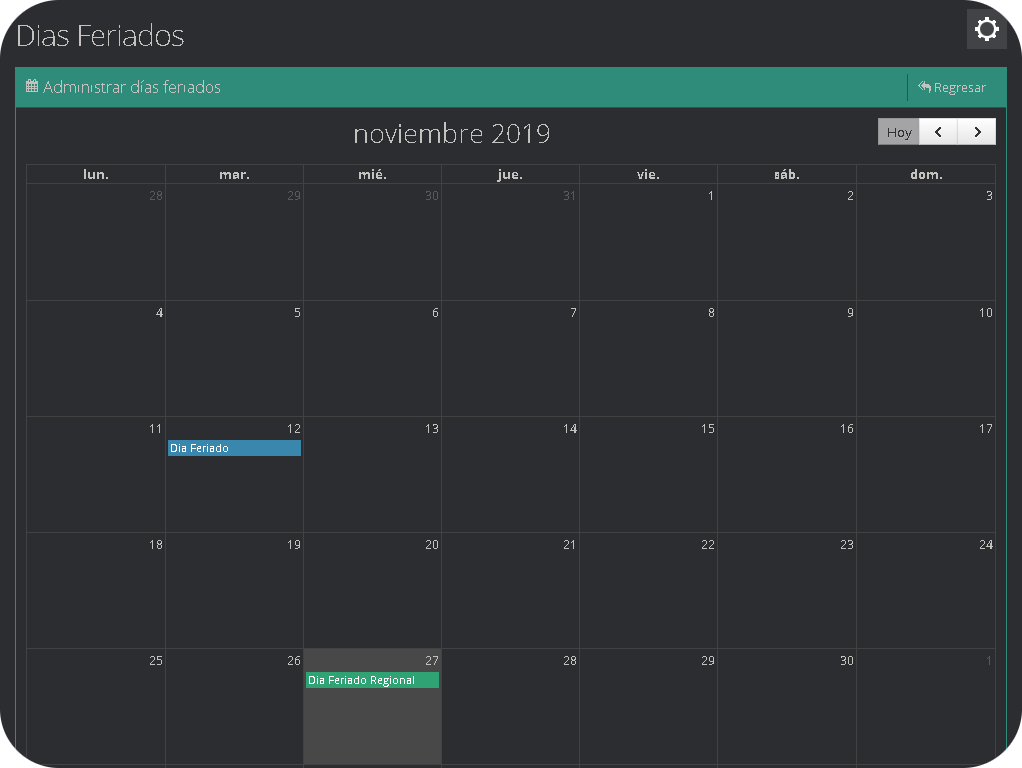 Dias Feriados
Administrar días feriados
Regresar
noviembre 2019
Hoy
lun. mar. mié. jue. vie. sáb. dom.
28 29 30 31 1 2 3
4 5 6 7 8 9 10
11 12 13 14 15 16 17
Dia Feriado
18 19 20 21 22 23 24
25 26 27 28 29 30 1
Dia Feriado Regional